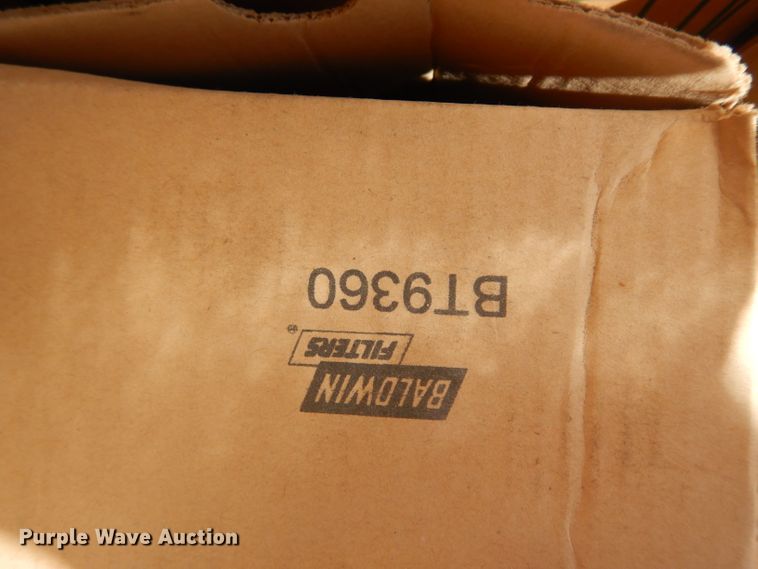 BALDWIN
FILTERS®
BT9360
Purple Wave Auction